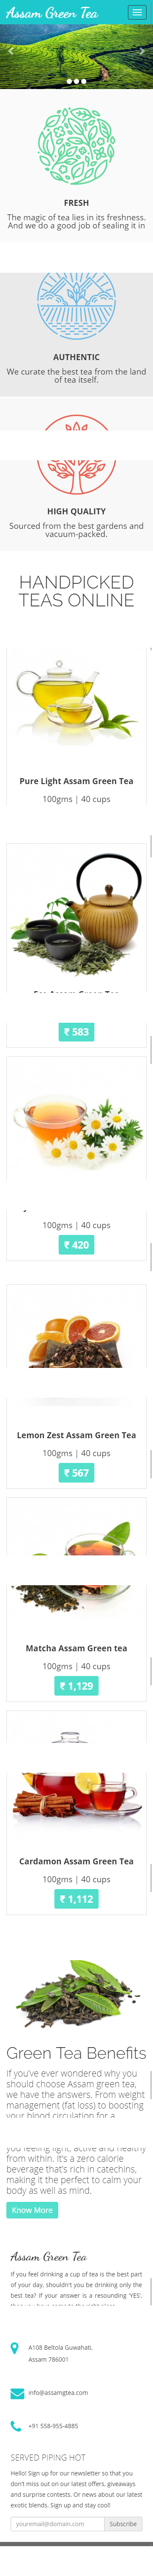 Assam Green Tea
FRESH
The magic of tea lies in its freshness.
And we do a good job of sealing it in
AUTHENTIC
We curate the best tea from the land
of tea itself.
HIGH QUALITY
Sourced from the best gardens and
vacuum-packed.
HANDPICKED
TEAS ONLINE
Pure Light Assam Green Tea
100gms | 40 cups
₹ 583
100gms | 40 cups
₹ 420
Lemon Zest Assam Green Tea
100gms | 40 cups
₹ 567
Matcha Assam Green tea
100gms | 40 cups
₹ 1,129
Cardamon Assam Green Tea
100gms | 40 cups
₹ 1,112
Green Tea Benefits
If you've ever wondered why you
should choose Assam green tea,
we have the answers. From weight
management (fat loss) to boosting
your blood circulation for a
you feeling light, active and healthy
from within. It's a zero calorie
beverage that's rich in catechins,
making it the perfect to calm your
body as well as mind.
Know More
Assam Green Tea
If you feel drinking a cup of tea is the best part
of your day, shouldn't you be drinking only the
best tea? If your answer is a resounding 'YES',
A108 Beltola Guwahati,
Assam 786001
info@assamgtea.com
+91 558-955-4885
SERVED PIPING HOT
Hello! Sign up for our newsletter so that you
don't miss out on our latest offers, giveaways
and surprise contests. Or news about our latest
exotic blends. Sign up and stay cool!
youremail@domain.com
Subscribe